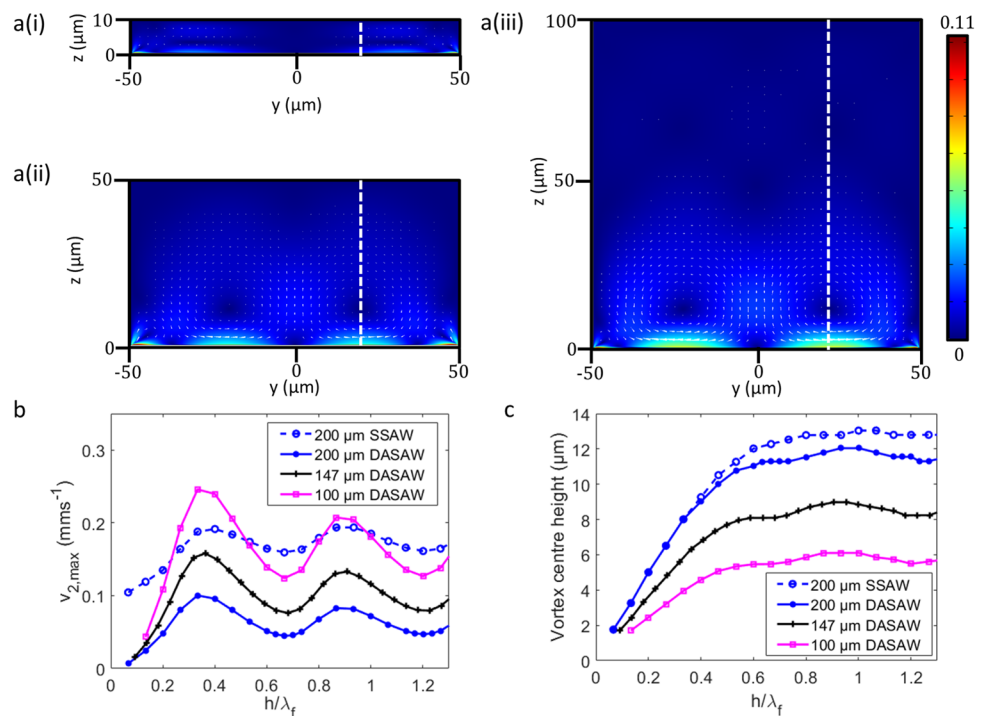 a(i)
z (µm)
10
0
-50
0
50
y (µm)
a(ii)
z (µm)
50
0
-50
0
50
y (µm)
a(iii)
z (µm)
100
50
0
-50
0
50
y (µm)
0.11
0
b
v2,max (mms-1)
0.3
0.2
0.1
0
200 µm SSAW
200 µm DASAW
147 µm DASAW
100 µm DASAW
0 0.2 0.4 0.6 0.8 1 1.2
h/λf
c
Vortex centre height (µm)
14
12
10
8
6
4
2
0
200 µm SSAW
200 µm DASAW
147 µm DASAW
100 µm DASAW
0 0.2 0.4 0.6 0.8 1 1.2
h/λf